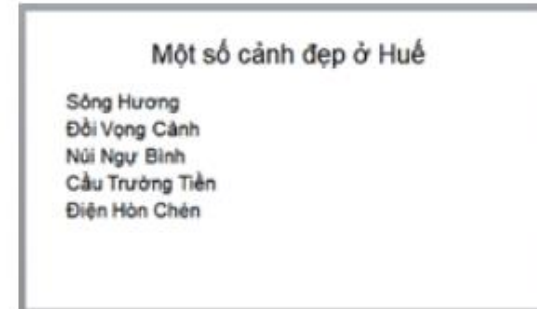 Một số cảnh đẹp ở Huế
Sông Hương
Đồi Vọng Cảnh
Núi Ngự Bình
Cầu Trường Tiền
Điện Hòn Chén